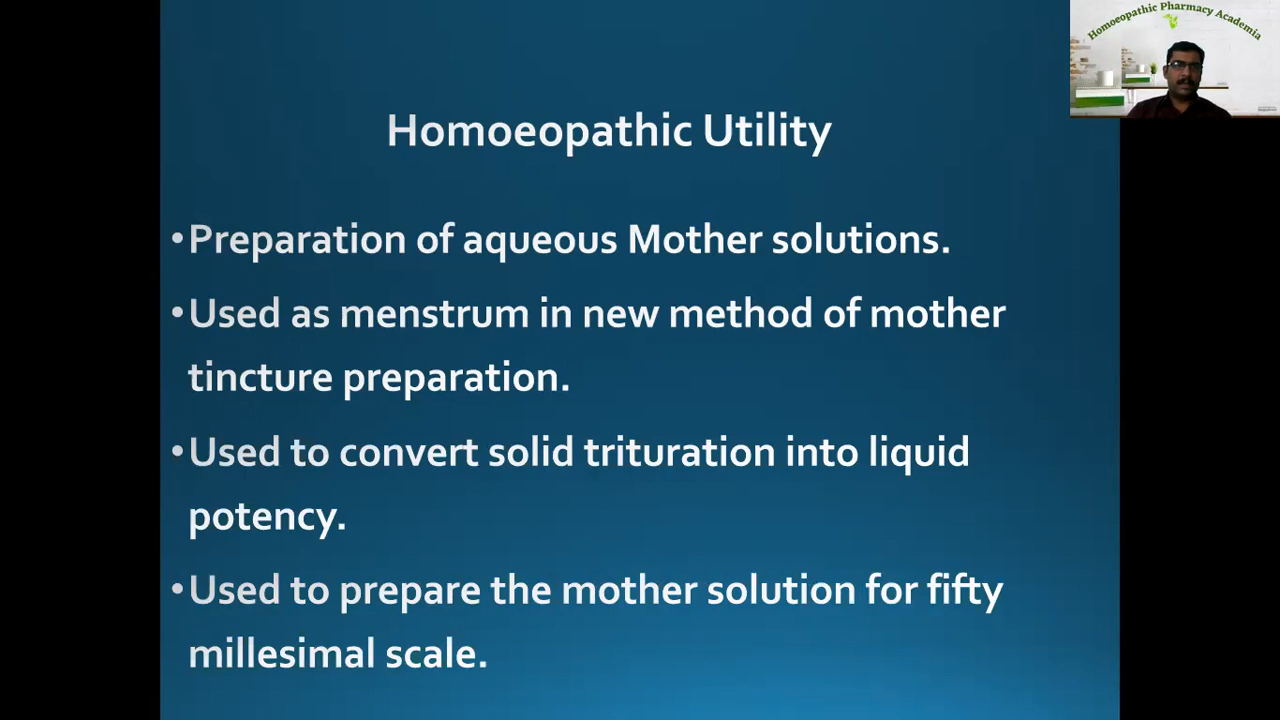 Homoeopathic Pharmacy Academia
Homoeopathic Utility
•Preparation of aqueous Mother solutions.
•Used as menstrum in new method of mother
tincture preparation.
•Used to convert solid trituration into liquid
potency.
•Used to prepare the mother solution for fifty
millesimal scale.